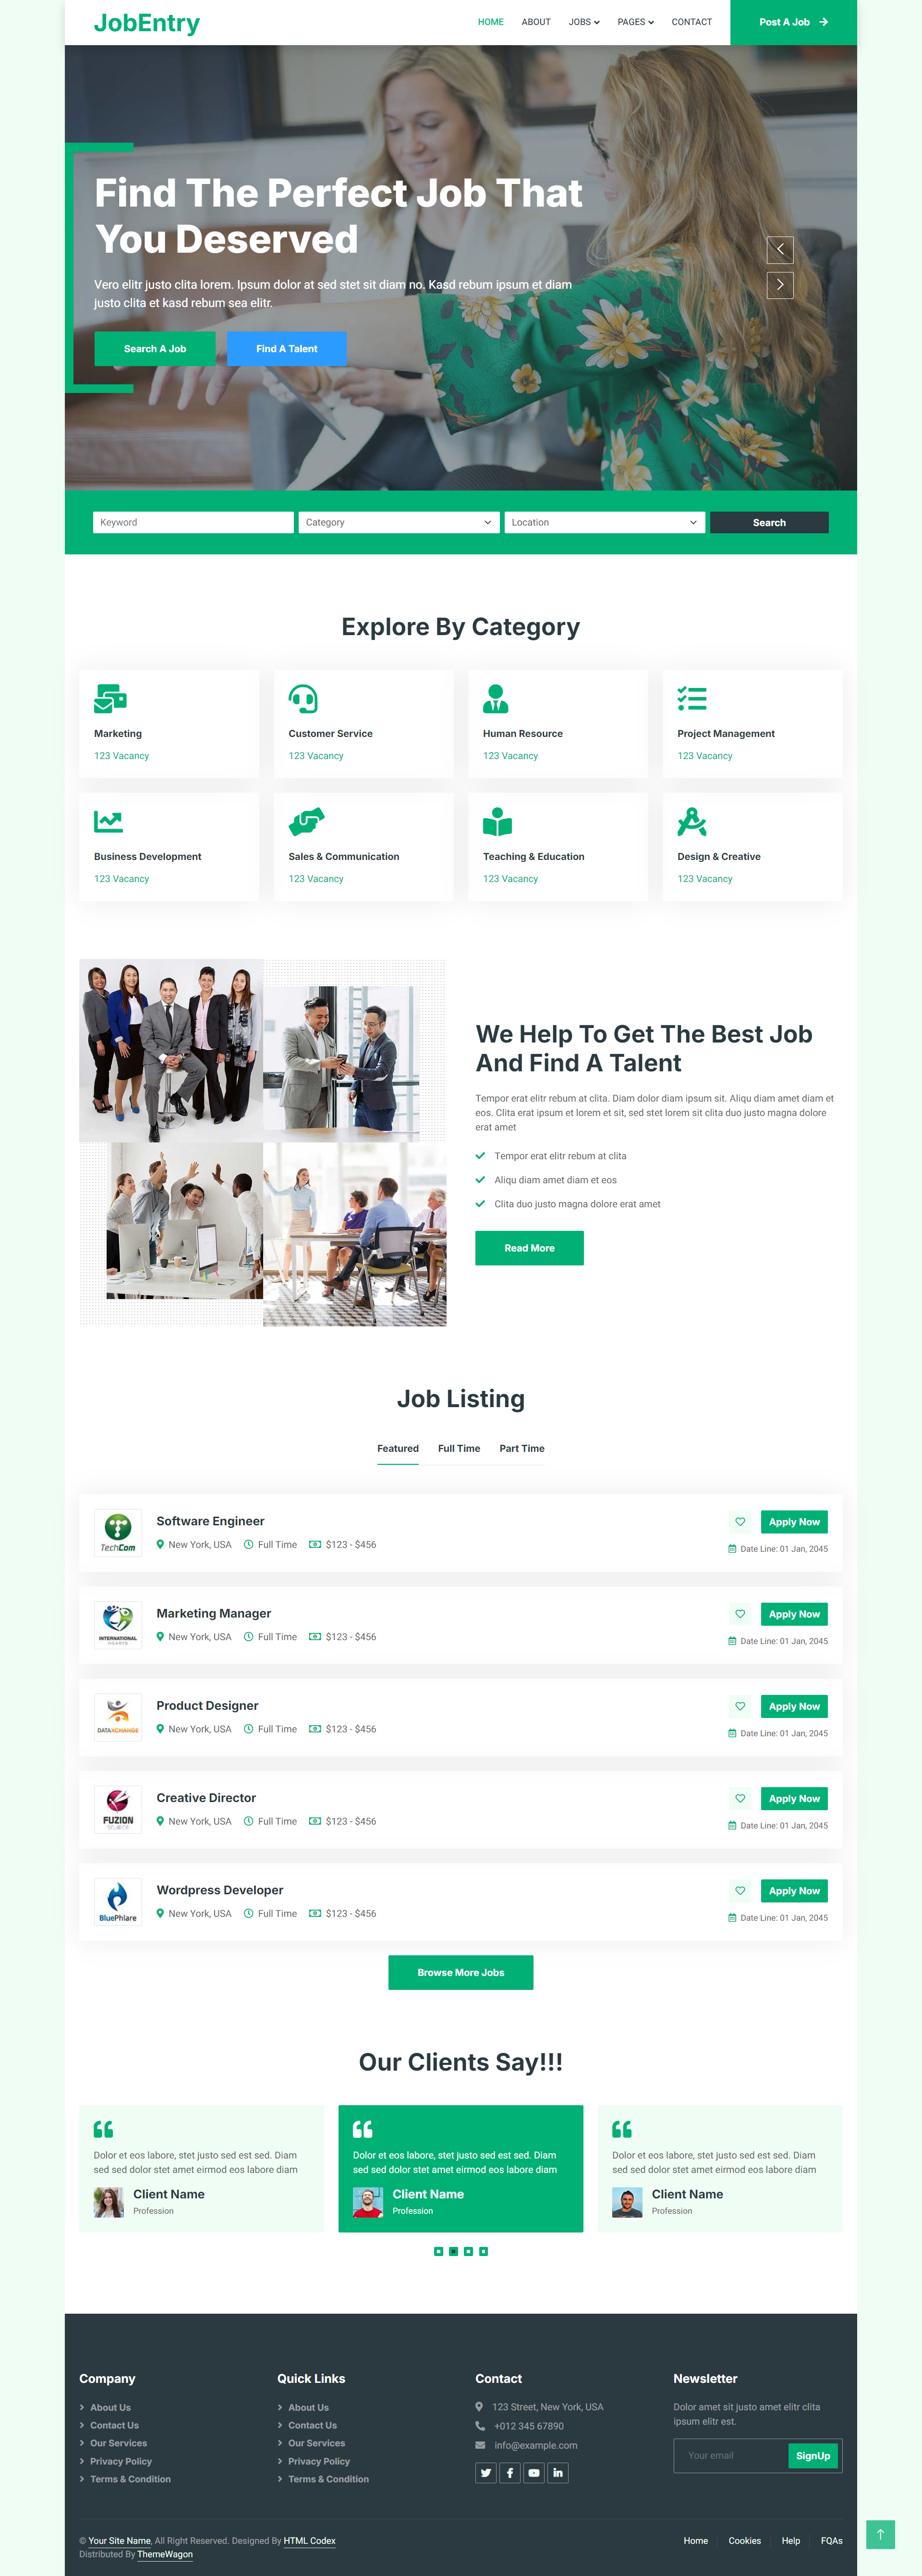 JobEntry
HOME
ABOUT
JOBS
PAGES
CONTACT
Post A Job
Find The Perfect Job That
You Deserved
Vero elitr justo clita lorem. Ipsum dolor at sed stet sit diam no. Kasd rebum ipsum et diam
justo clita et kasd rebum sea elitr.
Search A Job
Find A Talent
Keyword
Category
Location
Search
Explore By Category
Marketing
123 Vacancy
Customer Service
123 Vacancy
Human Resource
123 Vacancy
Project Management
123 Vacancy
Business Development
123 Vacancy
Sales & Communication
123 Vacancy
Teaching & Education
123 Vacancy
Design & Creative
123 Vacancy
We Help To Get The Best Job
And Find A Talent
Tempor erat elitr rebum at clita. Diam dolor diam ipsum sit. Aliqu diam amet diam et
eos. Clita erat ipsum et lorem et sit, sed stet lorem sit clita duo justo magna dolore
erat amet
Tempor erat elitr rebum at clita
Aliqu diam amet diam et eos
Clita duo justo magna dolore erat amet
Read More
Job Listing
Featured
Full Time
Part Time
TechCom
Software Engineer
New York, USA
Full Time
$123 - $456
Apply Now
Date Line: 01 Jan, 2045
INTERNATIONAL
HEARTS
Marketing Manager
New York, USA
Full Time
$123 - $456
Apply Now
Date Line: 01 Jan, 2045
DATAXCHANGE
Product Designer
New York, USA
Full Time
$123 - $456
Apply Now
Date Line: 01 Jan, 2045
FUZION
Creative Director
New York, USA
Full Time
$123 - $456
Apply Now
Date Line: 01 Jan, 2045
BluePhlare
Wordpress Developer
New York, USA
Full Time
$123 - $456
Apply Now
Date Line: 01 Jan, 2045
Browse More Jobs
Our Clients Say!!!
Dolor et eos labore, stet justo sed est sed. Diam
sed sed dolor stet amet eirmod eos labore diam
Client Name
Profession
Dolor et eos labore, stet justo sed est sed. Diam
sed sed dolor stet amet eirmod eos labore diam
Client Name
Profession
Dolor et eos labore, stet justo sed est sed. Diam
sed sed dolor stet amet eirmod eos labore diam
Client Name
Profession
Company
About Us
Contact Us
Our Services
Privacy Policy
Terms & Condition
Quick Links
About Us
Contact Us
Our Services
Privacy Policy
Terms & Condition
Contact
123 Street, New York, USA
+012 345 67890
info@example.com
Newsletter
Dolor amet sit justo amet elitr clita
ipsum elitr est.
Your email
SignUp
© Your Site Name, All Right Reserved. Designed By HTML Codex
Distributed By ThemeWagon
Home
Cookies
Help
FQAs